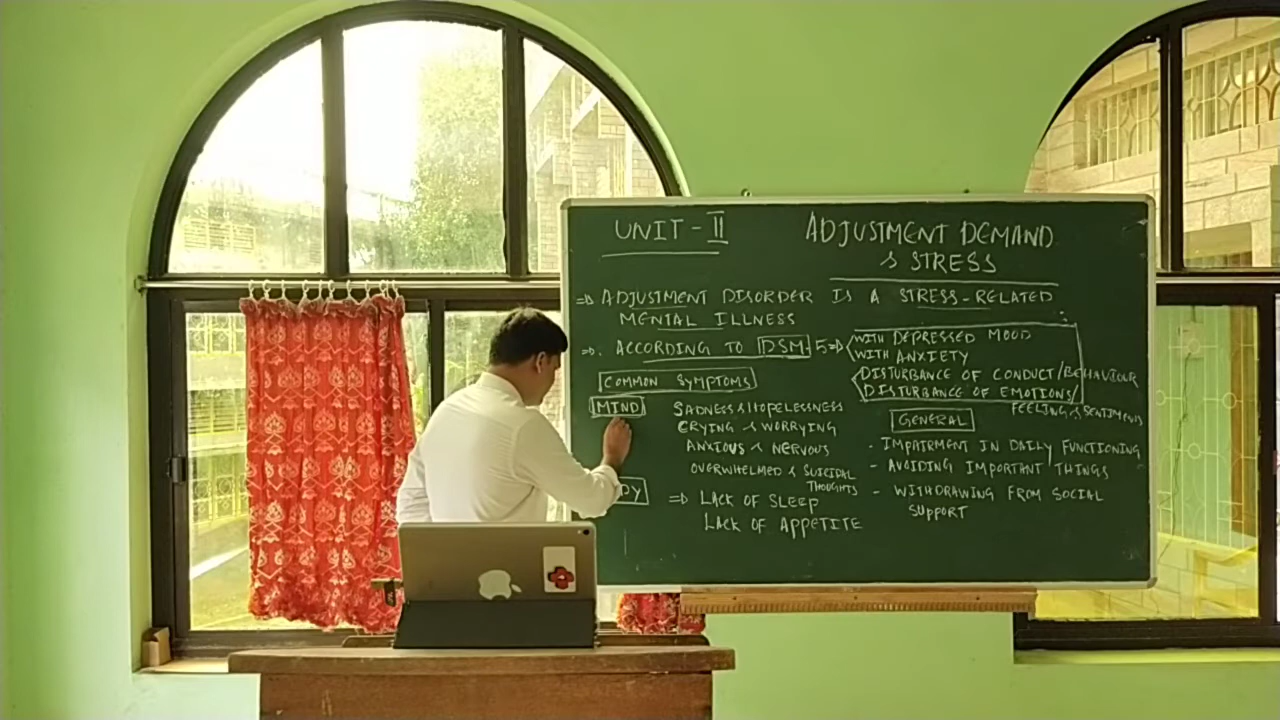 UNIT - II
ADJUSTMENT DEMAND
& STRESS
⇒ ADJUSTMENT DISORDER IS A STRESS-RELATED
MENTAL ILLNESS
⇒. ACCORDING TO DSM 5 ⇒
WITH DEPRESSED MOOD
WITH ANXIETY
DISTURBANCE OF CONDUCT/BEHAVIOUR
DISTURBANCE OF EMOTIONS/
FEELING & SENTIMENTS
COMMON SYMPTOMS
MIND
SADNESS & HOPELESSNESS
CRYING & WORRYING
ANXIOUS & NERVOUS
OVERWHELMED & SUICIDAL
THOUGHTS
DY
⇒ LACK OF SLEEP
LACK OF APPETITE
GENERAL
- IMPAIRMENT IN DAILY FUNCTIONING
- AVOIDING IMPORTANT THINGS
- WITHDRAWING FROM SOCIAL
SUPPORT